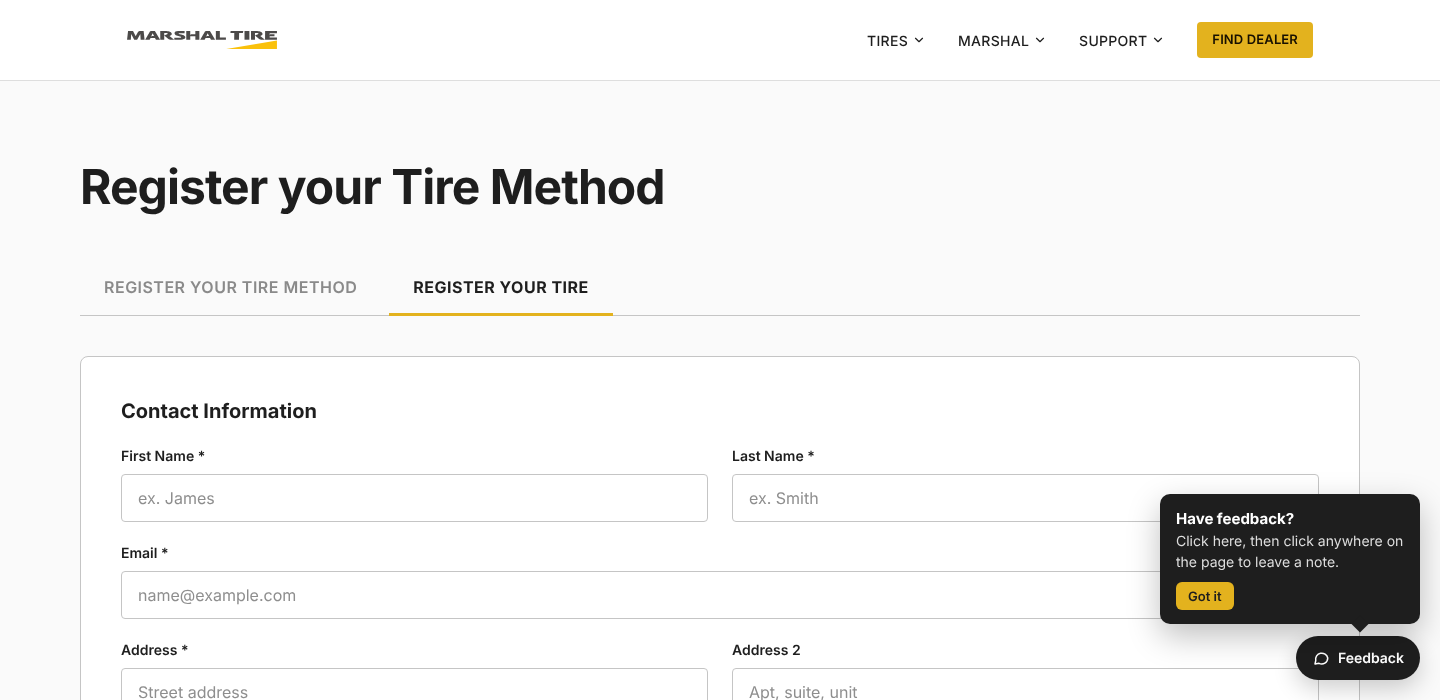 MARSHAL TIRE
TIRES
MARSHAL
SUPPORT
FIND DEALER
Register your Tire Method
REGISTER YOUR TIRE METHOD
REGISTER YOUR TIRE
Contact Information
First Name *
Last Name *
ex. James
ex. Smith
Email *
name@example.com
Address *
Address 2
Street address
Apt, suite, unit
Have feedback?
Click here, then click anywhere on
the page to leave a note.
Got it
Feedback